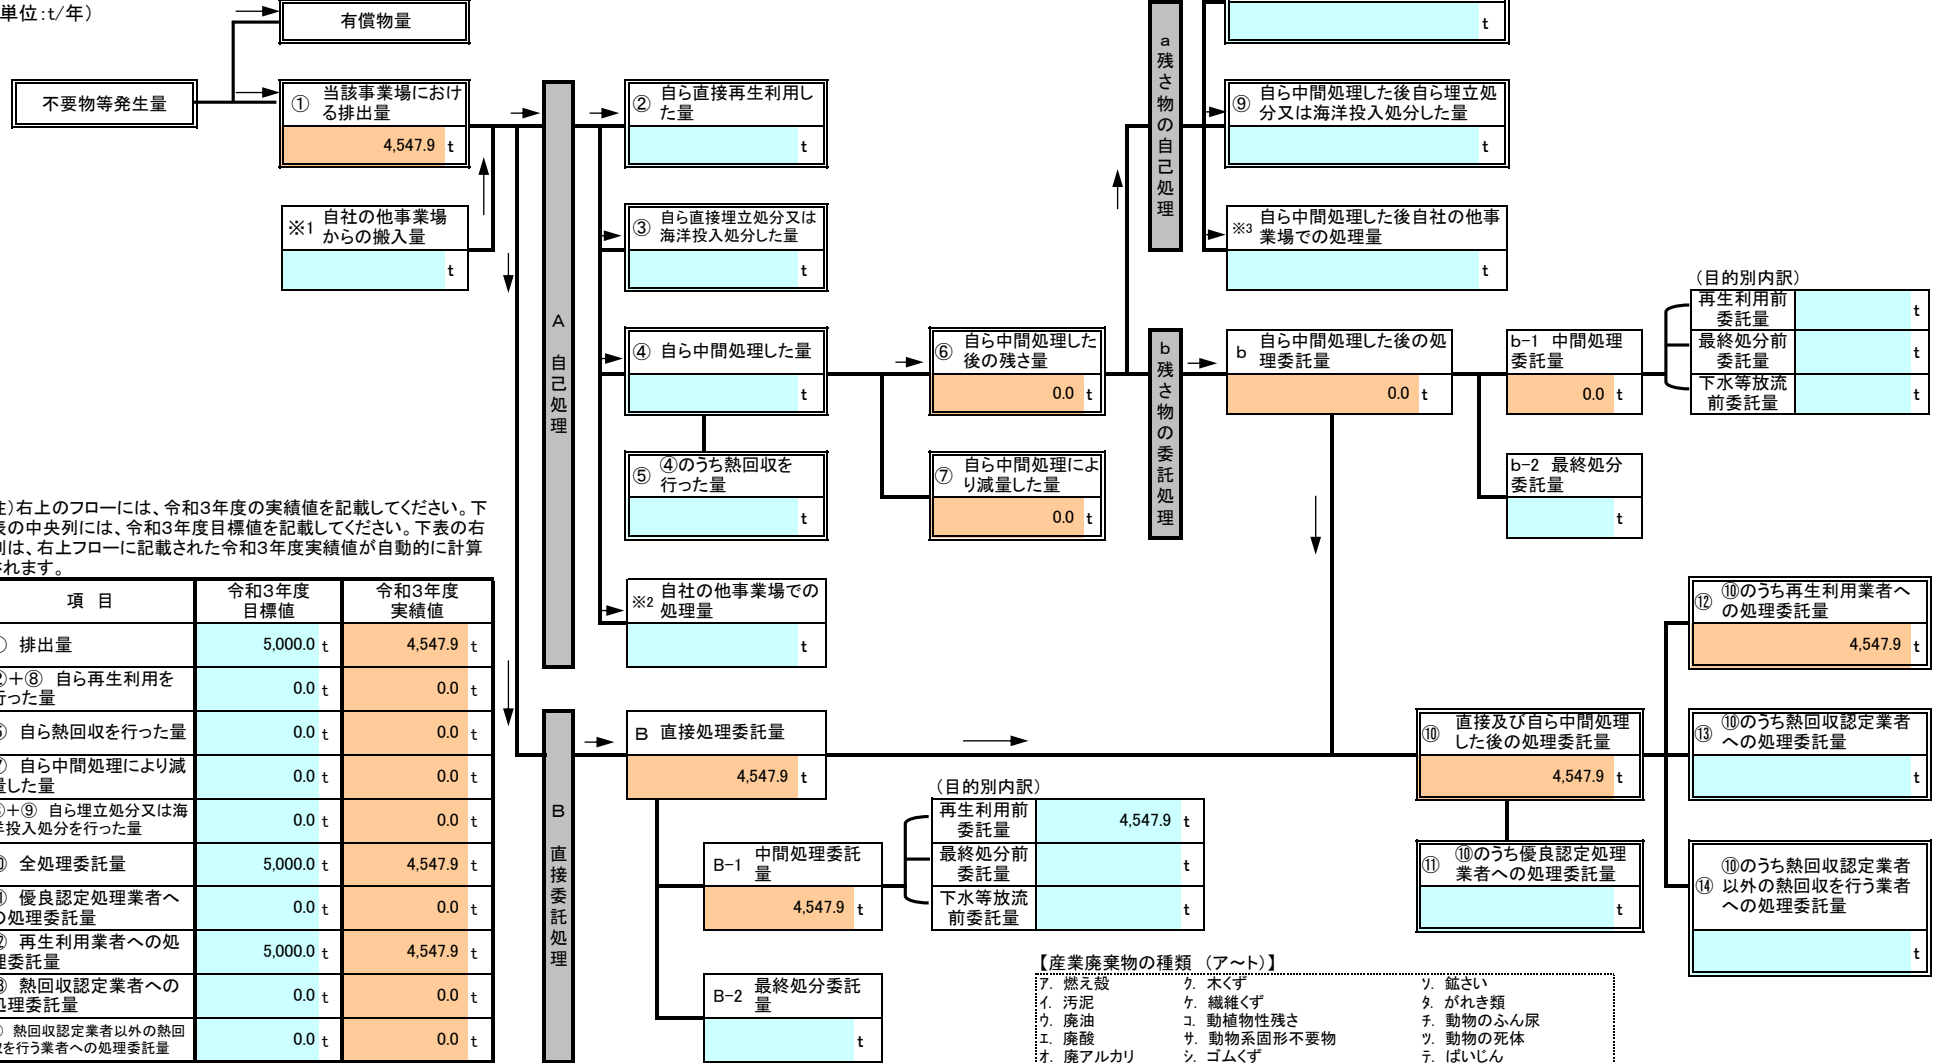 単位:t/年)
有償物量
不要物等発生量
① 当該事業場におけ
る排出量
4,547.9 t
※1 自社の他事業場
からの搬入量
t
A 自己処理
② 自ら直接再生利用し
た量
t
③ 自ら直接埋立処分又は
海洋投入処分した量
t
④ 自ら中間処理した量
t
⑤ ④のうち熱回収を
行った量
t
※2 自社の他事業場での
処理量
t
⑥ 自ら中間処理した
後の残さ量
0.0 t
⑦ 自ら中間処理によ
り減量した量
0.0 t
a残さ物の自己処理
t
⑨ 自ら中間処理した後自ら埋立処
分又は海洋投入処分した量
t
※3 自ら中間処理した後自社の他事
業場での処理量
t
b残さ物の委託処理
b 自ら中間処理した後の処
理委託量
0.0 t
b-1 中間処理
委託量
0.0 t
b-2 最終処分
委託量
t
(目的別内訳)
再生利用前
委託量
t
最終処分前
委託量
t
下水等放流
前委託量
t
注)右上のフローには、令和3年度の実績値を記載してください。下
表の中央列には、令和3年度目標値を記載してください。下表の右
列は、右上フローに記載された令和3年度実績値が自動的に計算
されます。
項 目
令和3年度
目標値
令和3年度
実績値
① 排出量 5,000.0 t 4,547.9 t
②+⑧ 自ら再生利用を
行った量 0.0 t 0.0 t
⑤ 自ら熱回収を行った量 0.0 t 0.0 t
⑦ 自ら中間処理により減
量した量 0.0 t 0.0 t
③+⑨ 自ら埋立処分又は海
洋投入処分を行った量 0.0 t 0.0 t
⑩ 全処理委託量 5,000.0 t 4,547.9 t
⑪ 優良認定処理業者へ
の処理委託量 0.0 t 0.0 t
⑫ 再生利用業者への処
理委託量 5,000.0 t 4,547.9 t
⑬ 熱回収認定業者への
処理委託量 0.0 t 0.0 t
⑭ 熱回収認定業者以外の熱回
収を行う業者への処理委託量 0.0 t 0.0 t
B 直接委託処理
B 直接処理委託量
4,547.9 t
B-1 中間処理委託
量
4,547.9 t
B-2 最終処分委託
量
t
(目的別内訳)
再生利用前
委託量
4,547.9 t
最終処分前
委託量
t
下水等放流
前委託量
t
⑩ 直接及び自ら中間処理
した後の処理委託量
4,547.9 t
⑪ ⑩のうち優良認定処理
業者への処理委託量
t
⑫ ⑩のうち再生利用業者へ
の処理委託量
4,547.9 t
⑬ ⑩のうち熱回収認定業者
への処理委託量
t
⑭ ⑩のうち熱回収認定業者
以外の熱回収を行う業者
への処理委託量
t
【産業廃棄物の種類 (ア~ト)】
ア. 燃え殻 ク. 木くず ソ. 鉱さい
イ. 汚泥 ケ. 繊維くず タ. がれき類
ウ. 廃油 コ. 動植物性残さ チ. 動物のふん尿
エ. 廃酸 サ. 動物系固形不要物 ツ. 動物の死体
オ. 廃アルカリ シ. ゴムくず テ. ばいじん